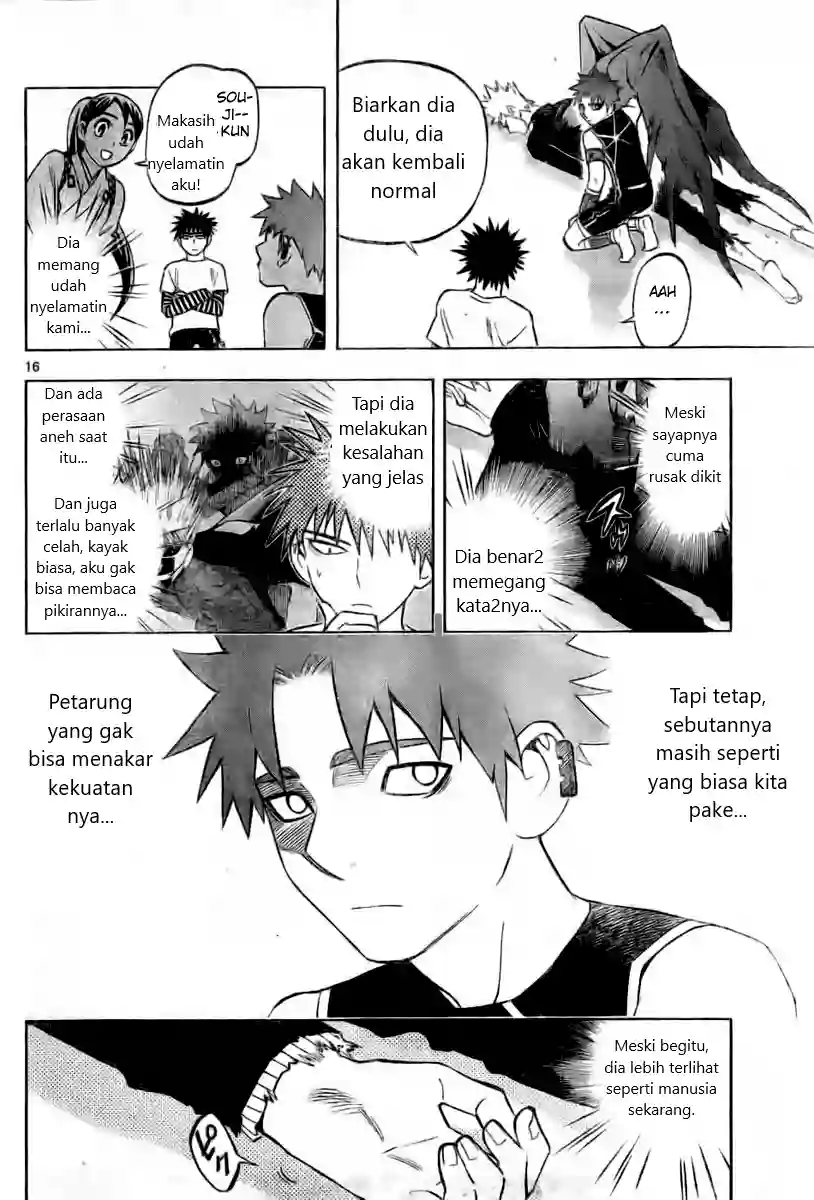 Biarkan dia
dulu, dia
akan kembali
normal
AAH
...
SOU-
JI--
KUN
Makasih
udah
nyelamatin
aku!
Dia
memang
udah
nyelamatin
kami...
16
Meski
sayapnya
cuma
rusak dikit
Dia benar2
memegang
kata2nya...
Tapi dia
melakukan
kesalahan
yang jelas
Dan ada
perasaan
aneh saat
itu...
Dan juga
terlalu banyak
celah, kayak
biasa, aku gak
bisa membaca
pikirannya...
Tapi tetap,
sebutannya
masih seperti
yang biasa kita
pake...
Petarung
yang gak
bisa menakar
kekuatan
nya...
Meski begitu,
dia lebih terlihat
seperti manusia
sekarang.